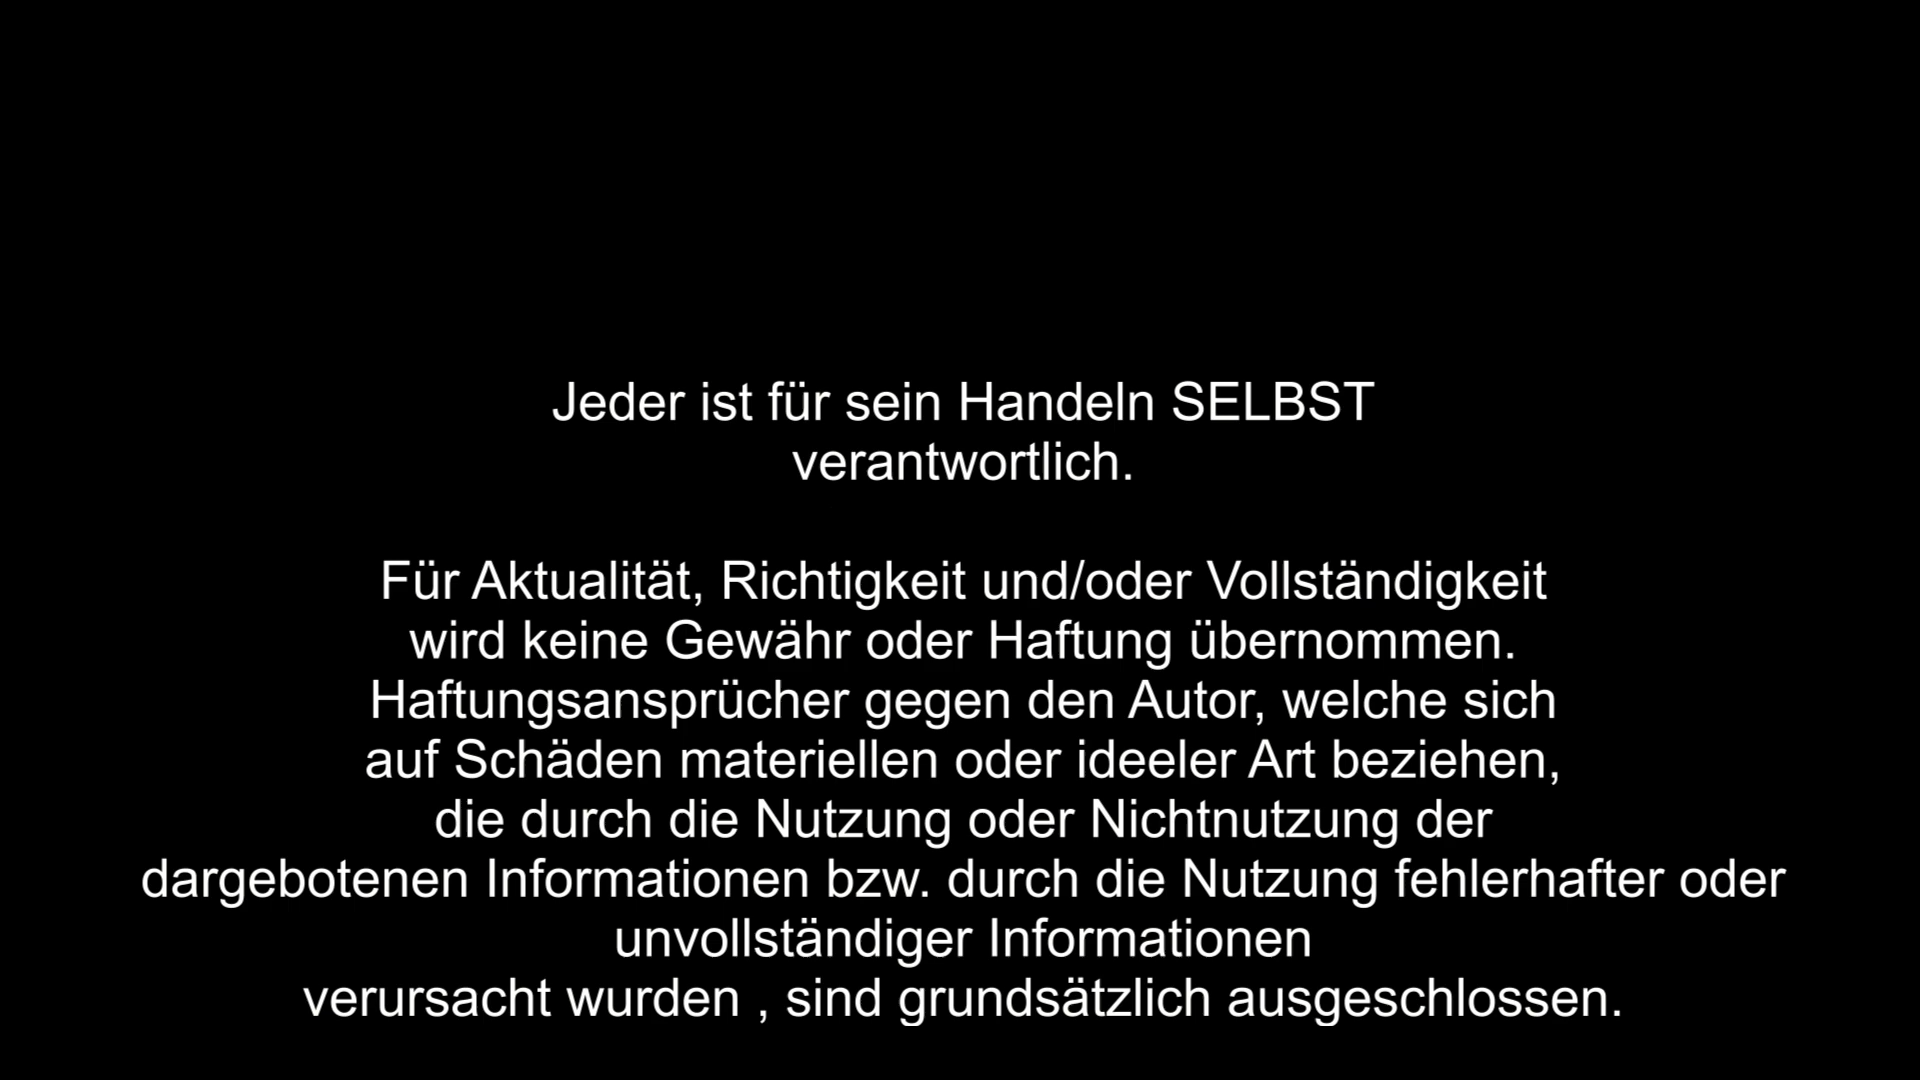 Jeder ist für sein Handeln SELBST
verantwortlich.
Für Aktualität, Richtigkeit und/oder Vollständigkeit
wird keine Gewähr oder Haftung übernommen.
Haftungsansprücher gegen den Autor, welche sich
auf Schäden materiellen oder ideeler Art beziehen,
die durch die Nutzung oder Nichtnutzung der
dargebotenen Informationen bzw. durch die Nutzung fehlerhafter oder
unvollständiger Informationen
verursacht wurden , sind grundsätzlich ausgeschlossen.